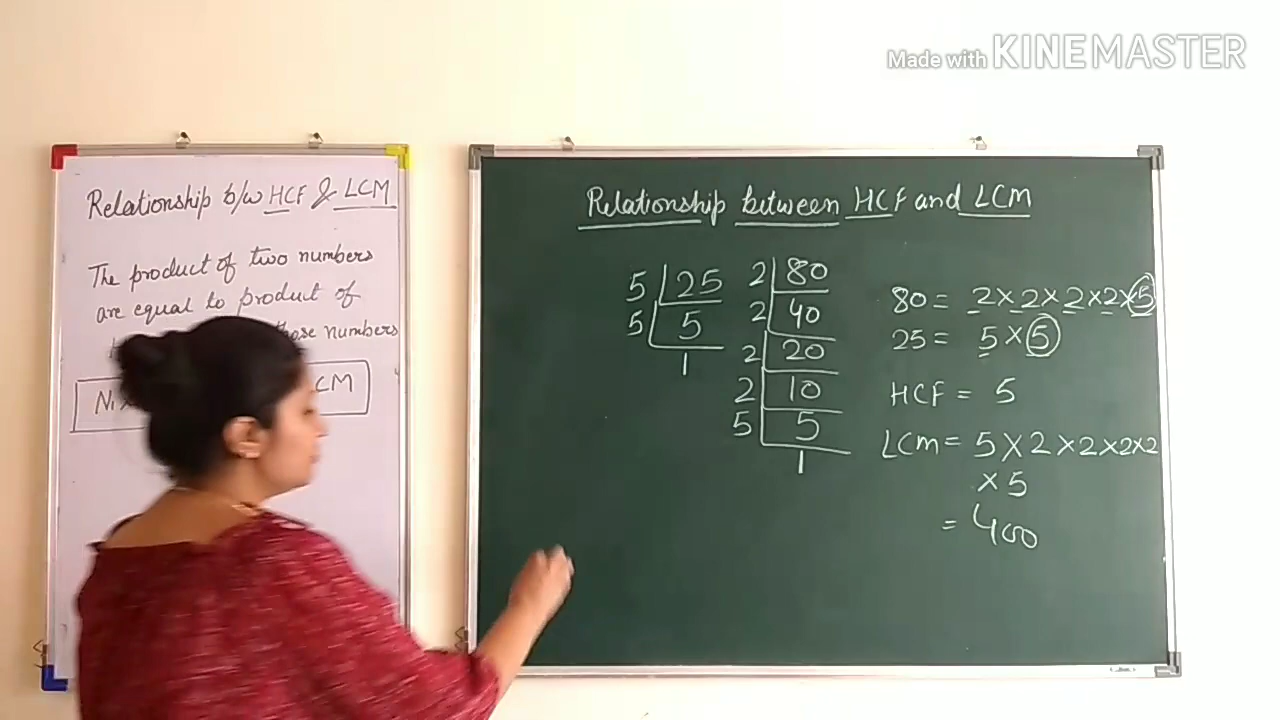 Made with KINEMASTER
Relationship b/w HCF & LCM
The product of two numbers
are equal to product of
those numbers
N1 CM
Relationship between HCF and LCM
5 25
5 5
1
2 80
2 40
2 20
2 10
5 5
1
80 = 2 × 2 × 2 × 2 × 5
25 = 5 × 5
HCF = 5
LCM = 5 × 2 × 2 × 2 × 2
× 5
= 400